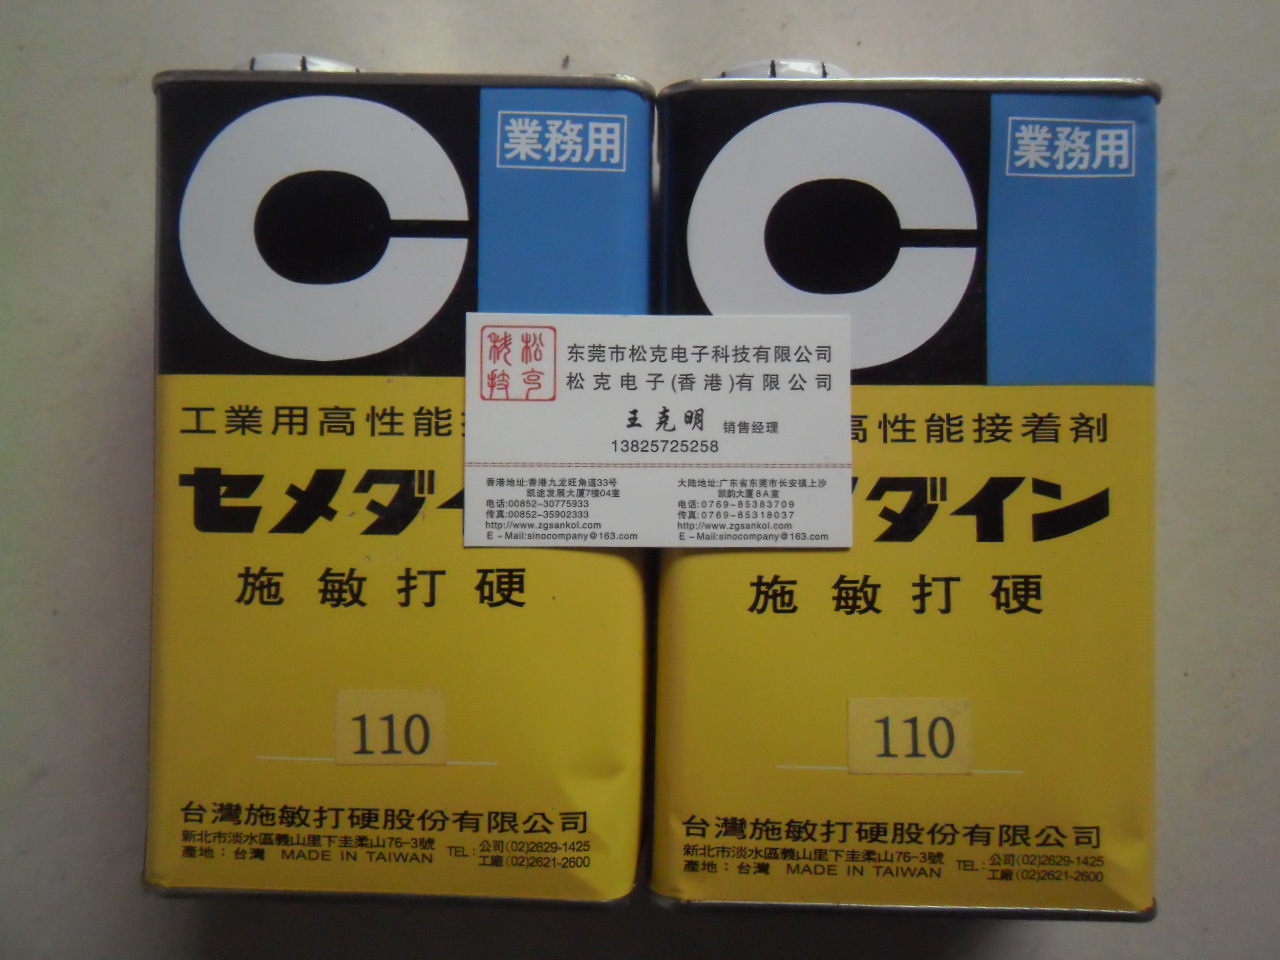 業務用
工業用高性能
セメダイ
施敏打硬
110
台灣施敏打硬股份有限公司
新北市淡水區義山里下圭柔山76-3號
產地：台灣 MADE IN TAIWAN
TEL：公司(02)2629-1425
工廠(02)2621-2600
松克
科技
东莞市松克电子科技有限公司
松克电子(香港)有限公司
王克明 销售经理
13825725258
香港地址:香港九龙旺角道33号
凯途发展大厦7楼04室
电话:00852-30775933
传真:00852-35902333
http://www.zgsankol.com
E-Mail:sinocompany@163.com
大陆地址:广东省东莞市长安镇上沙
凯韵大厦8A室
电话:0769-85383709
传真:0769-85318037
http://www.zgsankol.com
E-Mail:sinocompany@163.com
業務用
高性能接着剤
メダイン
施敏打硬
110
台灣施敏打硬股份有限公司
新北市淡水區義山里下圭柔山76-3號
產地：台灣 MADE IN TAIWAN
TEL：公司(02)2629-1425
工廠(02)2621-2600